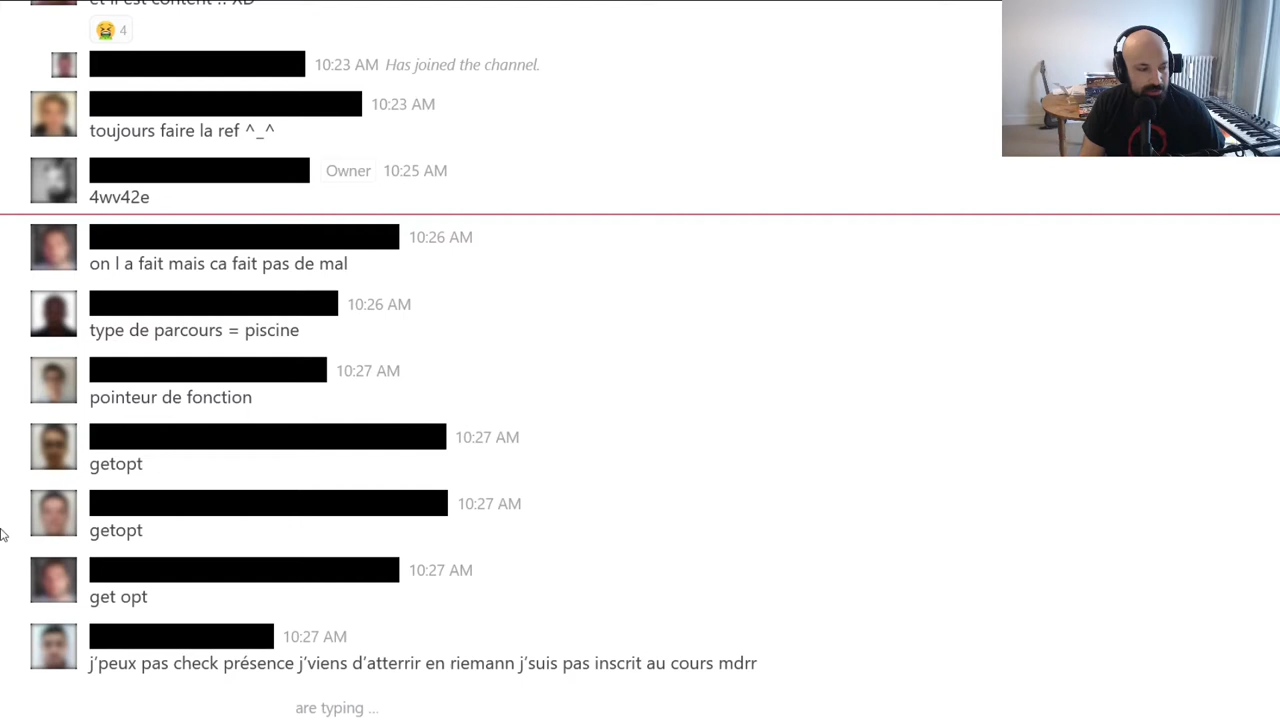 et il est content !! XD
4
10:23 AM Has joined the channel.
10:23 AM
toujours faire la ref ^_^
Owner 10:25 AM
4wv42e
10:26 AM
on l a fait mais ca fait pas de mal
10:26 AM
type de parcours = piscine
10:27 AM
pointeur de fonction
10:27 AM
getopt
10:27 AM
getopt
10:27 AM
get opt
10:27 AM
j'peux pas check présence j'viens d'atterrir en riemann j'suis pas inscrit au cours mdrr
are typing ...